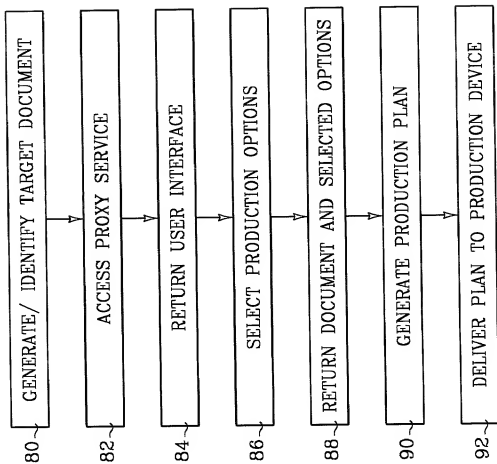 80 GENERATE/ IDENTIFY TARGET DOCUMENT
82 ACCESS PROXY SERVICE
84 RETURN USER INTERFACE
86 SELECT PRODUCTION OPTIONS
88 RETURN DOCUMENT AND SELECTED OPTIONS
90 GENERATE PRODUCTION PLAN
92 DELIVER PLAN TO PRODUCTION DEVICE